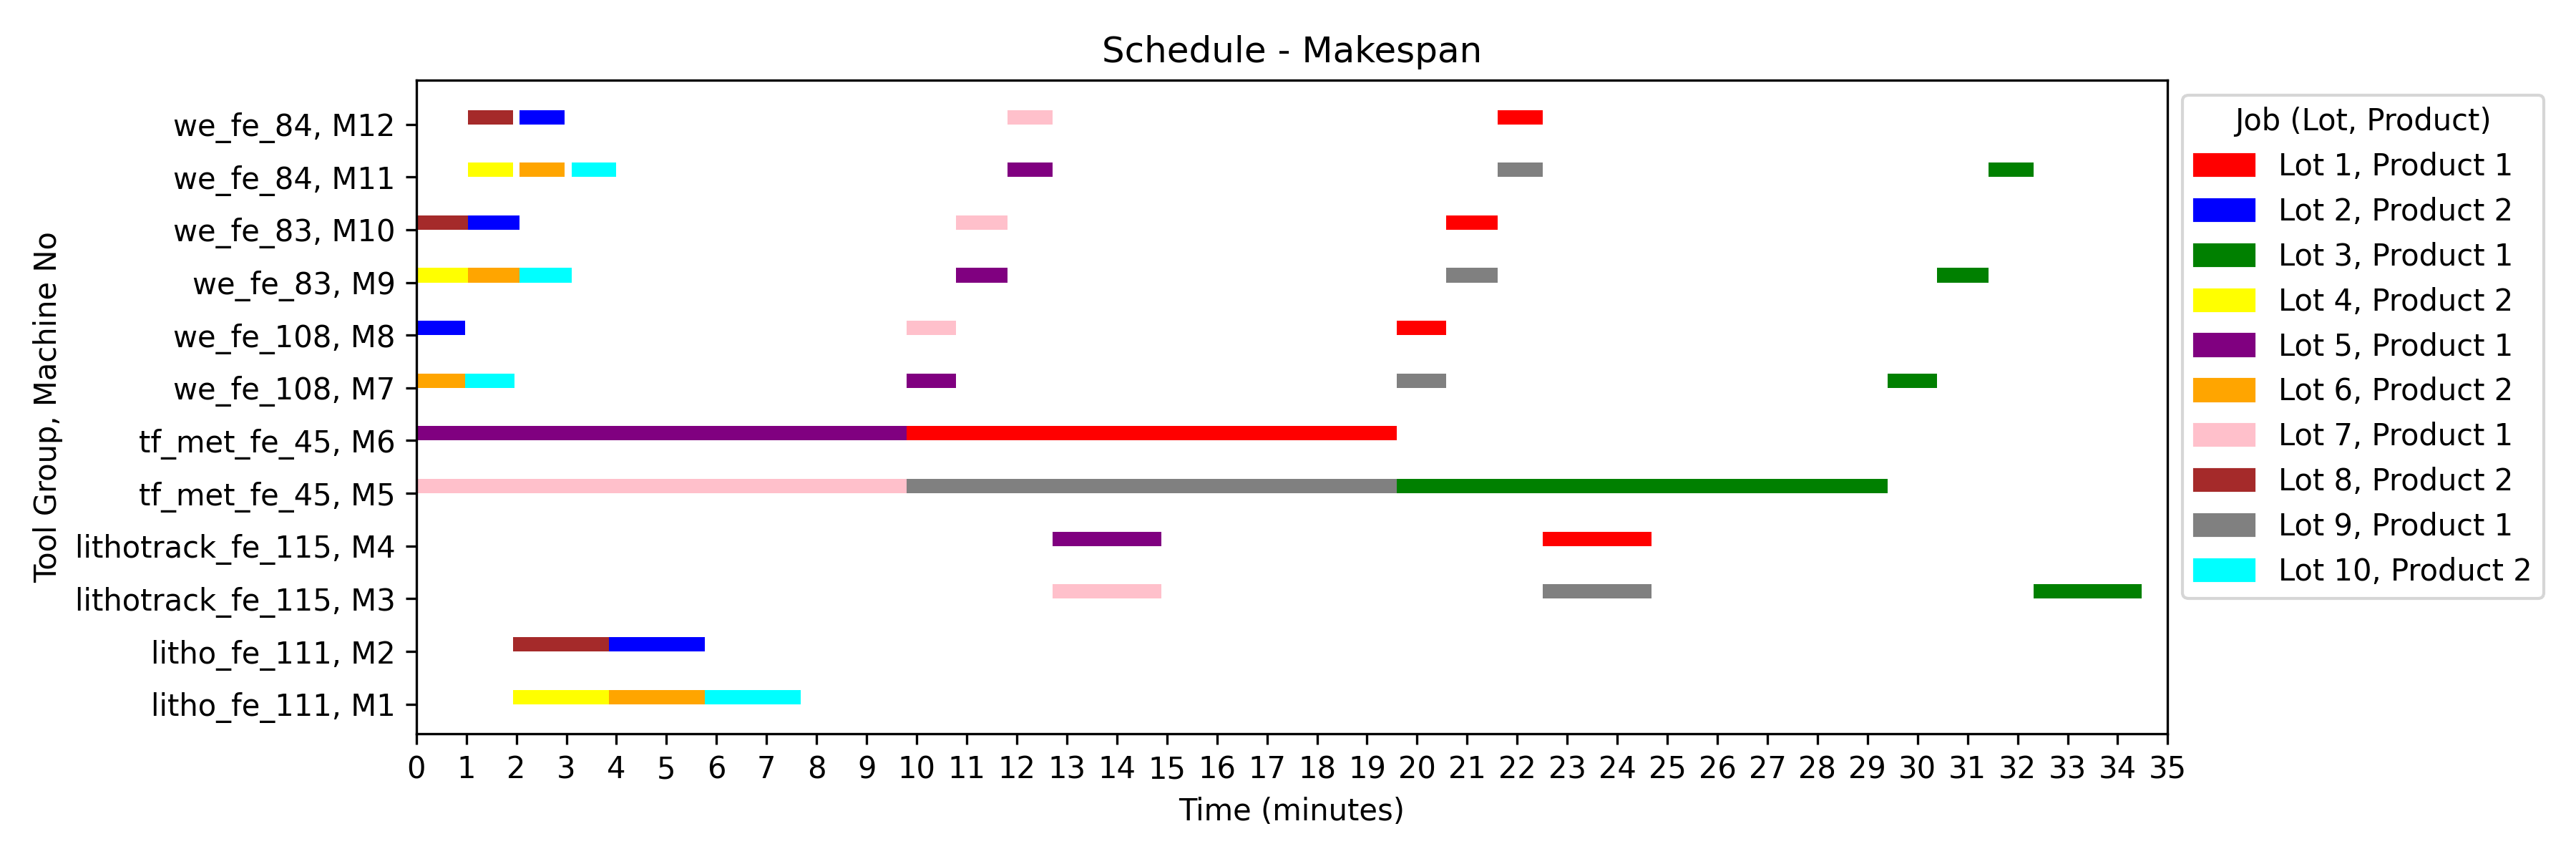 Schedule - Makespan
Tool Group, Machine No
we_fe_84, M12
we_fe_84, M11
we_fe_83, M10
we_fe_83, M9
we_fe_108, M8
we_fe_108, M7
tf_met_fe_45, M6
tf_met_fe_45, M5
lithotrack_fe_115, M4
lithotrack_fe_115, M3
litho_fe_111, M2
litho_fe_111, M1
0 1 2 3 4 5 6 7 8 9 10 11 12 13 14 15 16 17 18 19 20 21 22 23 24 25 26 27 28 29 30 31 32 33 34 35
Time (minutes)
Job (Lot, Product)
Lot 1, Product 1
Lot 2, Product 2
Lot 3, Product 1
Lot 4, Product 2
Lot 5, Product 1
Lot 6, Product 2
Lot 7, Product 1
Lot 8, Product 2
Lot 9, Product 1
Lot 10, Product 2